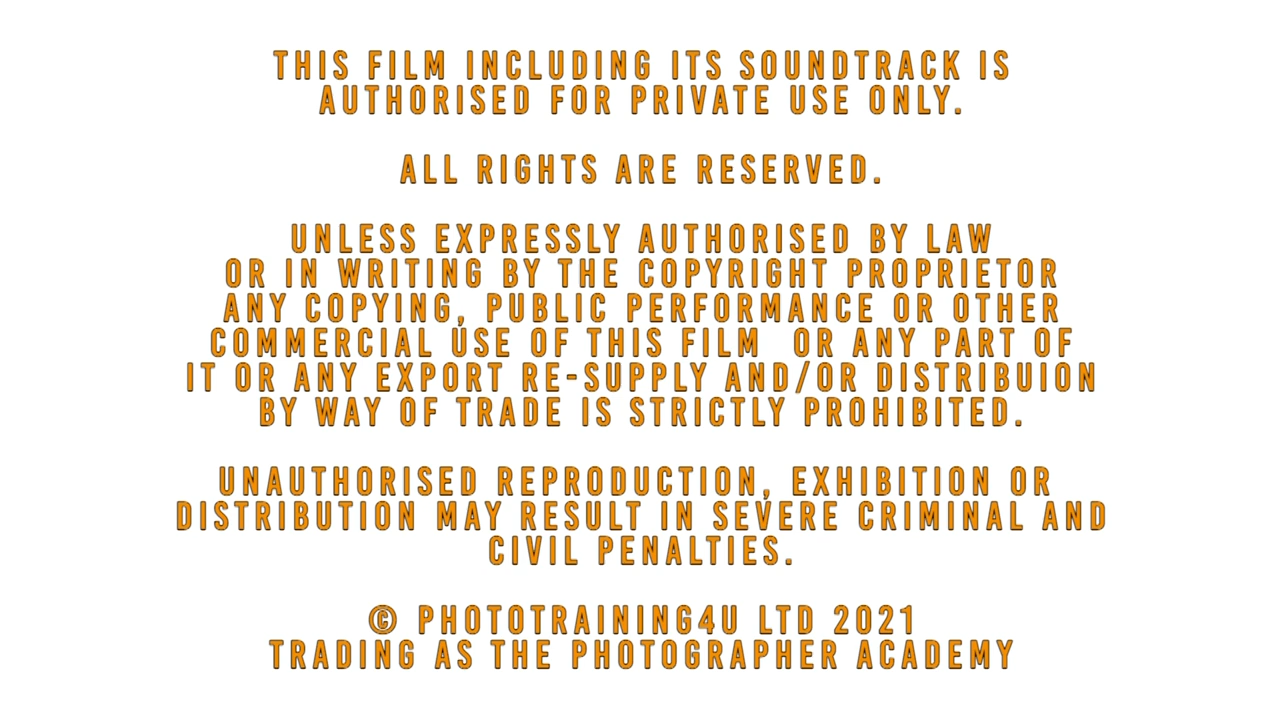 THIS FILM INCLUDING ITS SOUNDTRACK IS
AUTHORISED FOR PRIVATE USE ONLY.
ALL RIGHTS ARE RESERVED.
UNLESS EXPRESSLY AUTHORISED BY LAW
OR IN WRITING BY THE COPYRIGHT PROPRIETOR
ANY COPYING, PUBLIC PERFORMANCE OR OTHER
COMMERCIAL USE OF THIS FILM  OR ANY PART OF
IT OR ANY EXPORT RE-SUPPLY AND/OR DISTRIBUION
BY WAY OF TRADE IS STRICTLY PROHIBITED.
UNAUTHORISED REPRODUCTION, EXHIBITION OR
DISTRIBUTION MAY RESULT IN SEVERE CRIMINAL AND
CIVIL PENALTIES.
© PHOTOTRAINING4U LTD 2021
TRADING AS THE PHOTOGRAPHER ACADEMY